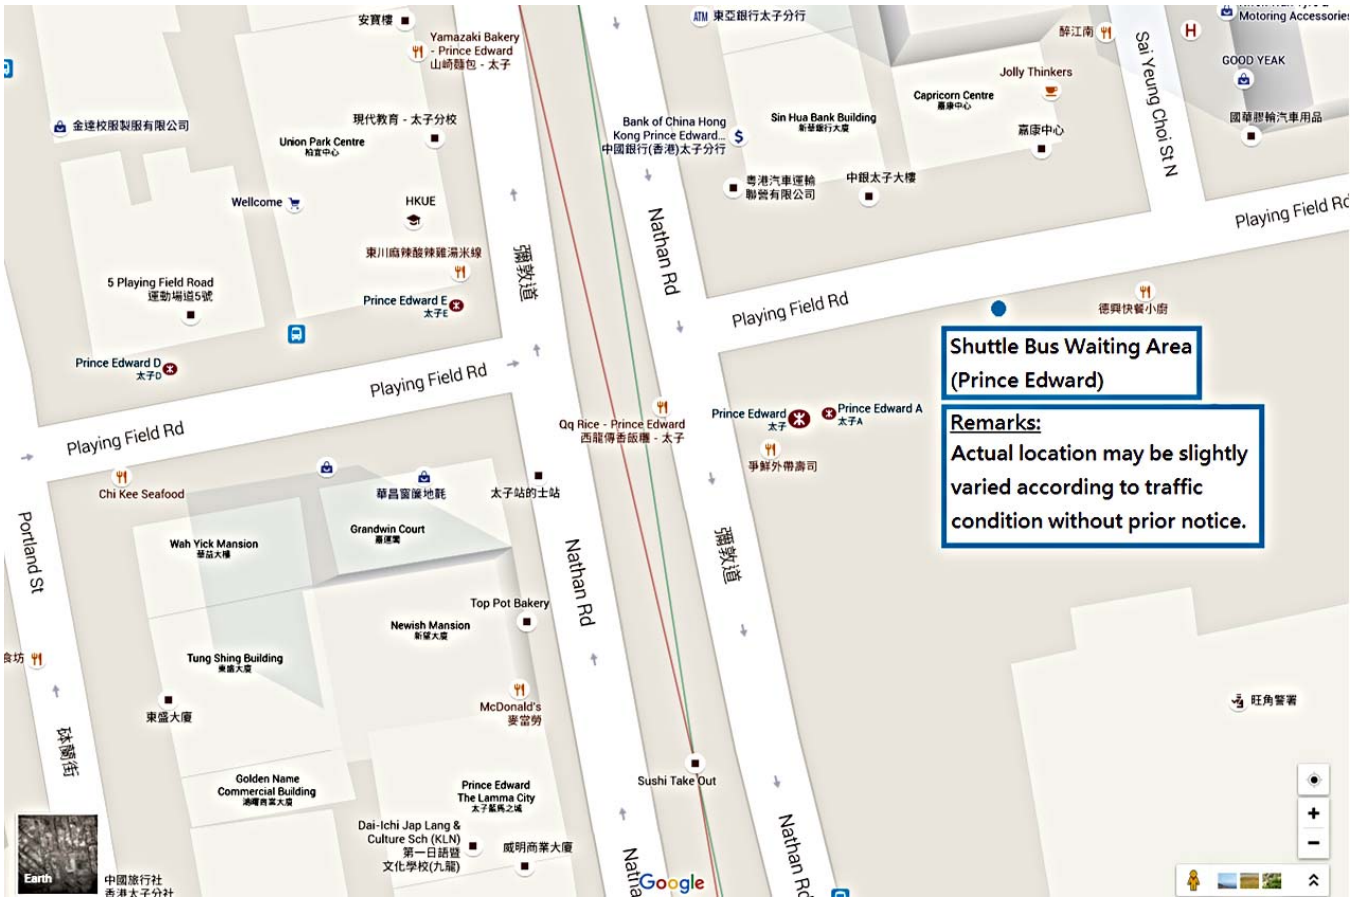 安寶樓
Yamazaki Bakery
- Prince Edward
山崎麵包 - 太子
ATM 東亞銀行太子分行
醉江南
Motoring Accessories
H
GOOD YEAK
國華膠輪汽車用品
Jolly Thinkers
Capricorn Centre
嘉康中心
嘉康中心
Sai Yeung Choi St N
金達校服製服有限公司
現代教育 - 太子分校
Union Park Centre
柏宜中心
Bank of China Hong
Kong Prince Edward...
中國銀行(香港)太子分行
$
Sin Hua Bank Building
新華銀行大廈
粵港汽車運輸
聯營有限公司
中銀太子大樓
Wellcome
HKUE
東川麻辣酸辣雞湯米線
彌敦道
Nathan Rd
Playing Field Rd
Playing Field Rd
5 Playing Field Road
運動場道5號
Prince Edward E
太子E
德興快餐小廚
Shuttle Bus Waiting Area
(Prince Edward)
Prince Edward D
太子D
Playing Field Rd
Playing Field Rd
Qq Rice - Prince Edward
西龍傳香飯糰 - 太子
Prince Edward
太子
Prince Edward A
太子A
爭鮮外帶壽司
Remarks:
Actual location may be slightly
varied according to traffic
condition without prior notice.
Chi Kee Seafood
華昌窗簾地氈
太子站的士站
Portland St
Wah Yick Mansion
華益大樓
Grandwin Court
嘉運閣
Nathan Rd
彌敦道
Top Pot Bakery
Newish Mansion
新望大廈
Tung Shing Building
東盛大廈
食坊
東盛大廈
McDonald's
麥當勞
旺角警署
砵蘭街
Golden Name
Commercial Building
鴻曙商業大廈
Prince Edward
The Lamma City
太子藍馬之城
Sushi Take Out
Dai-Ichi Jap Lang &
Culture Sch (KLN)
第一日語暨
文化學校(九龍)
威明商業大廈
Nathan Rd
Natha
Google
Earth
中國旅行社
香港太子分社